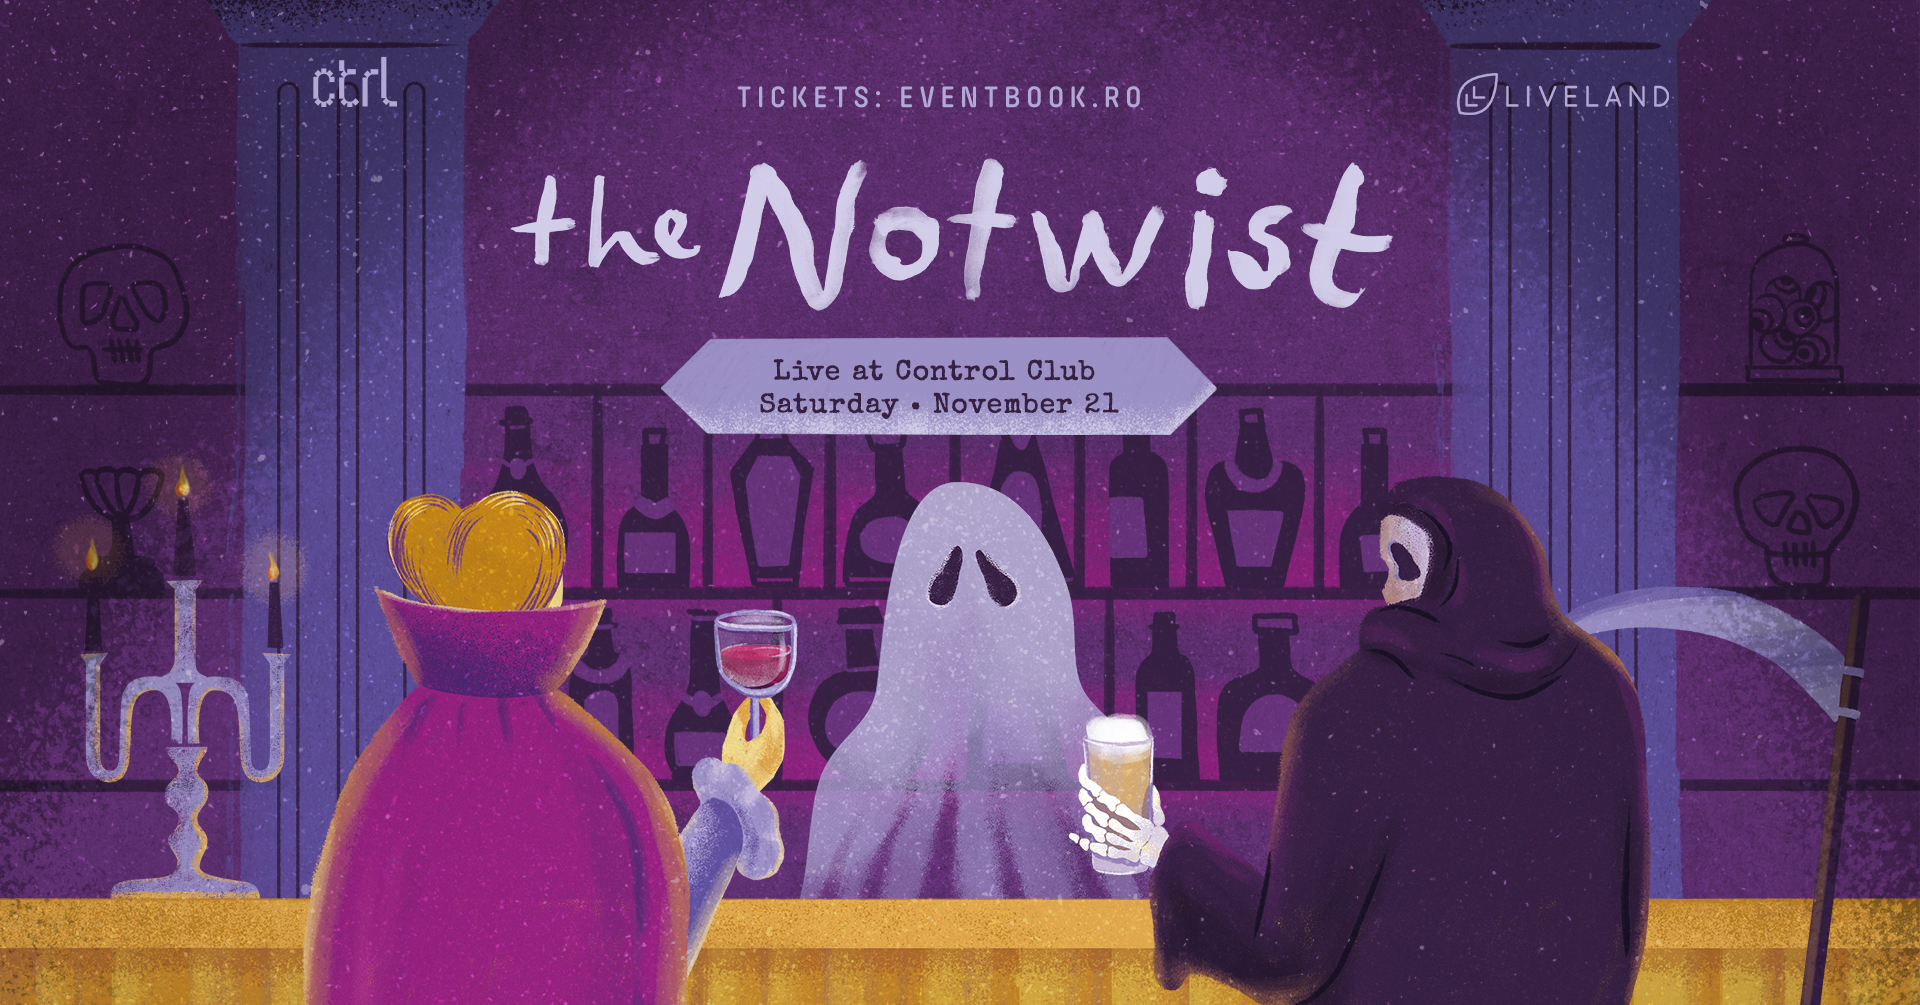 ctrl
TICKETS: EVENTBOOK.RO
LIVELAND
the Notwist
Live at Control Club
Saturday • November 21